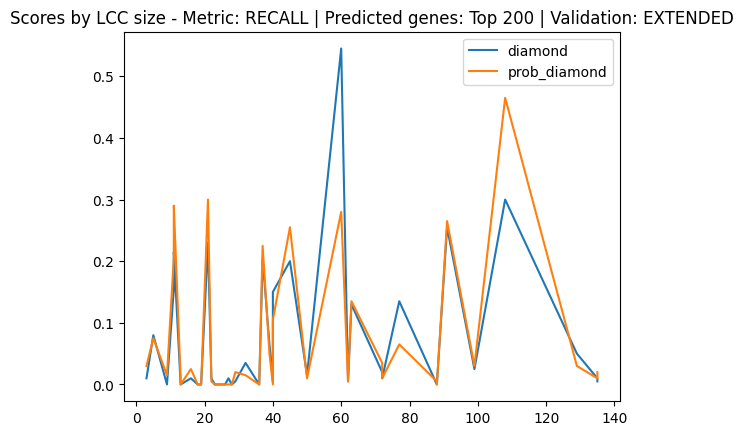 Scores by LCC size - Metric: RECALL | Predicted genes: Top 200 | Validation: EXTENDED
diamond
prob_diamond
0.5
0.4
0.3
0.2
0.1
0.0
0 20 40 60 80 100 120 140